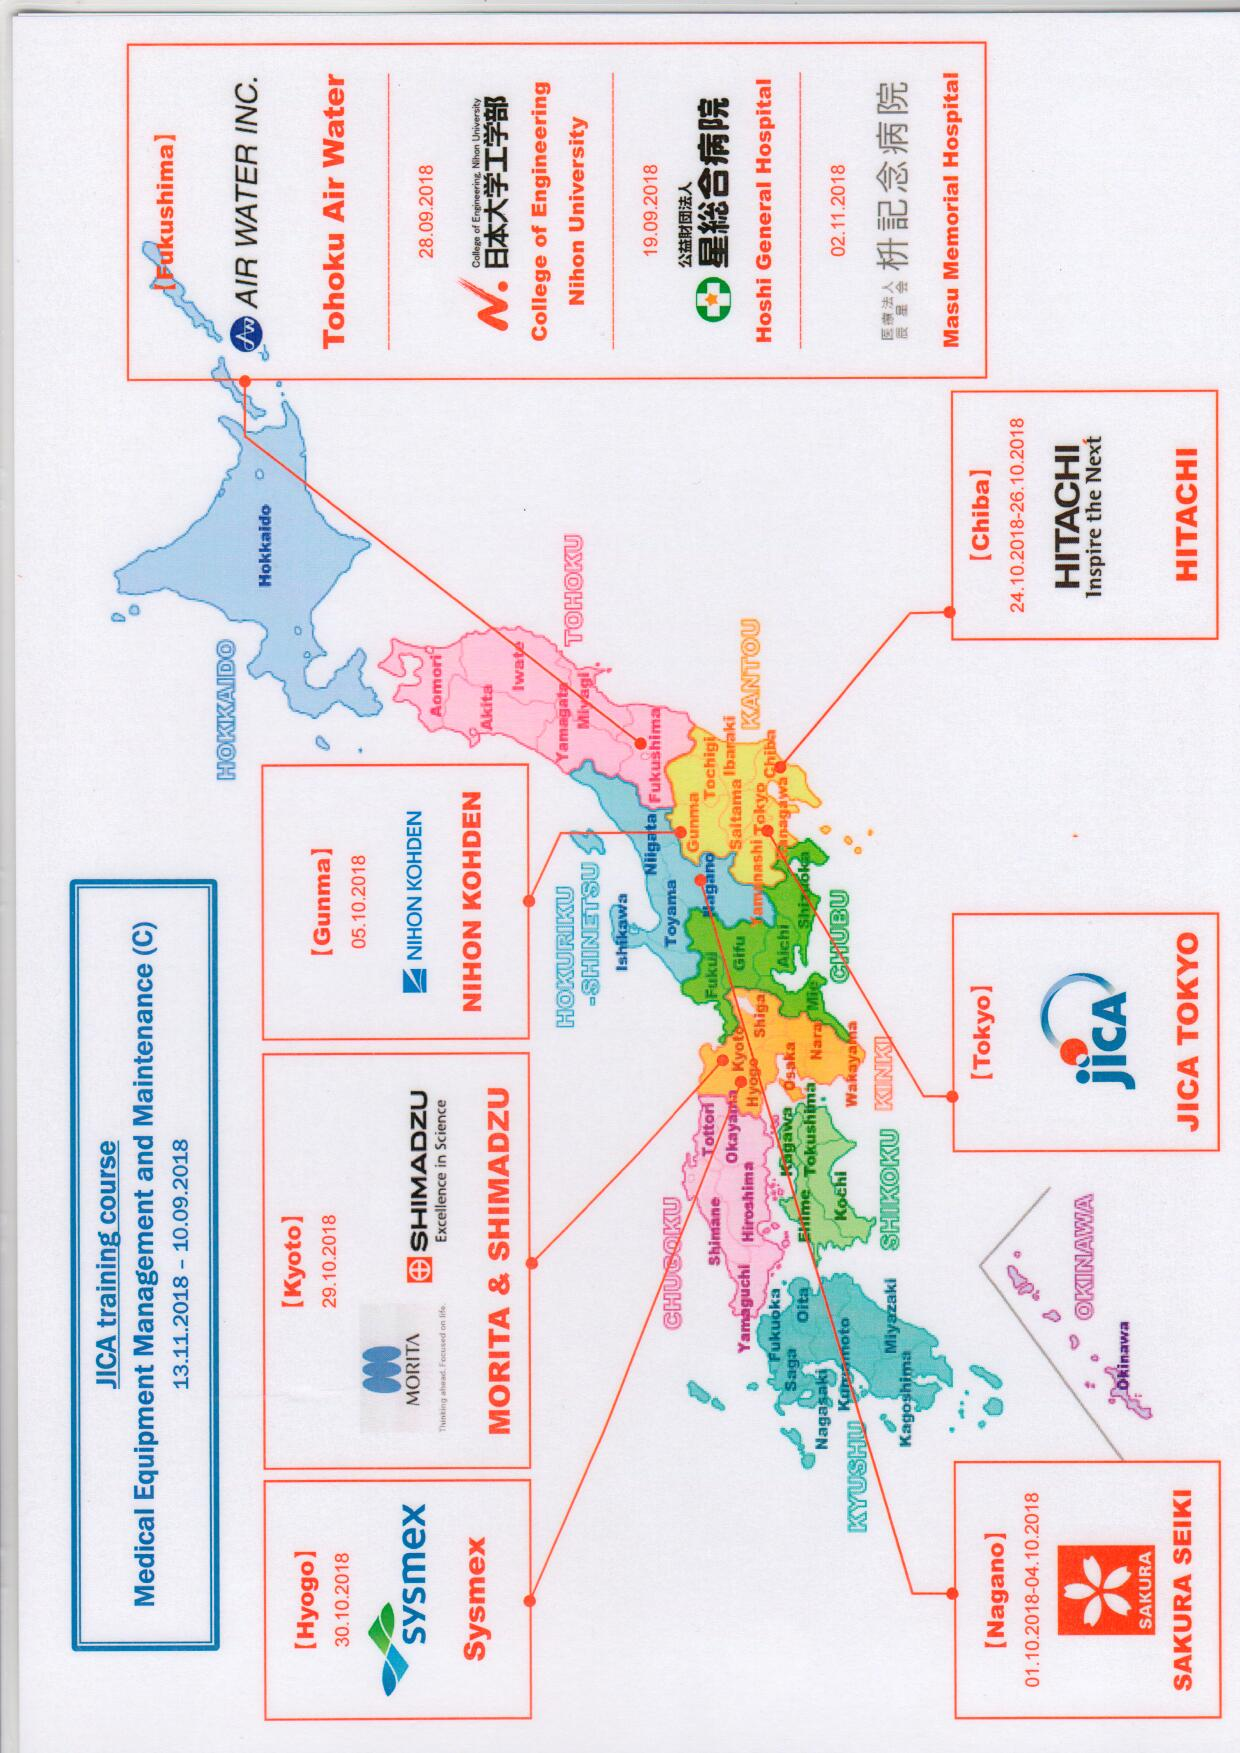 JICA training course
Medical Equipment Management and Maintenance (C)
13.11.2018 – 10.09.2018
【Hyogo】
30.10.2018
sysmex
Sysmex
【Kyoto】
29.10.2018
MORITA
Thinking ahead. Focused on life.
SHIMADZU
Excellence in Science
MORITA & SHIMADZU
【Gunma】
05.10.2018
NIHON KOHDEN
NIHON KOHDEN
【Fukushima】
AW AIR WATER INC.
Tohoku Air Water
28.09.2018
College of Engineering, Nihon University
日本大学工学部
College of Engineering
Nihon University
19.09.2018
公益財団法人
星総合病院
Hoshi General Hospital
02.11.2018
医療法人
辰星会
枡記念病院
Masu Memorial Hospital
【Chiba】
24.10.2018-26.10.2018
HITACHI
Inspire the Next
HITACHI
【Tokyo】
JICA
JICA TOKYO
【Nagano】
01.10.2018-04.10.2018
SAKURA
SAKURA SEIKI
HOKKAIDO
Hokkaido
TOHOKU
Aomori
Akita
Iwate
Yamagata
Miyagi
Fukushima
KANTOU
Gunma
Tochigi
Ibaraki
Saitama
Tokyo
Chiba
Kanagawa
Yamanashi
HOKURIKU
-SHINETSU
Niigata
Nagano
Toyama
Ishikawa
CHUBU
Fukui
Gifu
Aichi
Shizuoka
Mie
KINKI
Shiga
Kyoto
Hyogo
Osaka
Nara
Wakayama
CHUGOKU
Tottori
Okayama
Shimane
Hiroshima
Yamaguchi
SHIKOKU
Kagawa
Tokushima
Ehime
Kochi
KYUSHU
Fukuoka
Oita
Saga
Nagasaki
Kumamoto
Miyazaki
Kagoshima
OKINAWA
Okinawa